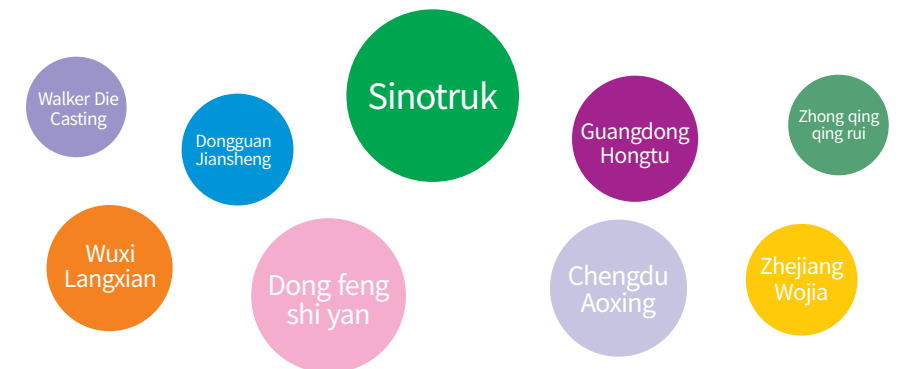 Sinotruk
Walker Die
Casting
Dongguan
Jiansheng
Guangdong
Hongtu
Zhong qing
qing rui
Wuxi
Langxian
Dong feng
shi yan
Chengdu
Aoxing
Zhejiang
Wojia